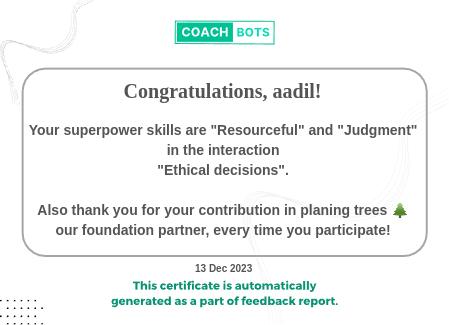 COACH BOTS
Congratulations, aadil!
Your superpower skills are "Resourceful" and "Judgment"
in the interaction
"Ethical decisions".
Also thank you for your contribution in planing trees 🌲
our foundation partner, every time you participate!
13 Dec 2023
This certificate is automatically
generated as a part of feedback report.